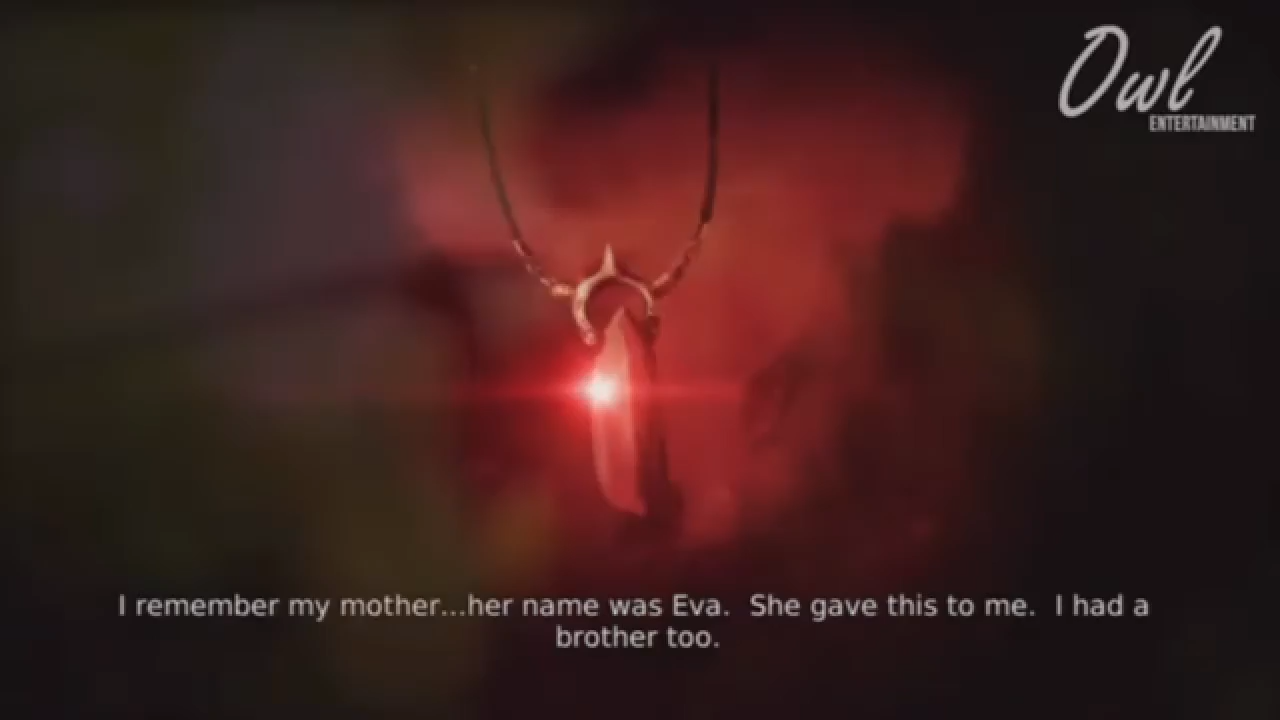 Owl
ENTERTAINMENT
I remember my mother...her name was Eva.  She gave this to me.  I had a
brother too.